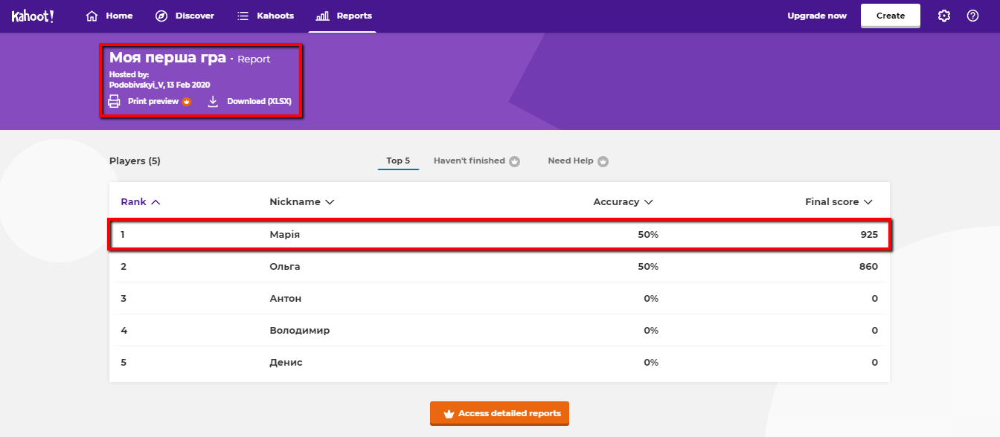 Kahoot! Home Discover Kahoots Reports Upgrade now Create
Моя перша гра · Report
Hosted by:
Podobivskyi_V, 13 Feb 2020
Print preview Download (XLSX)
Players (5) Top 5 Haven't finished Need Help
Rank Nickname Accuracy Final score
1 Марія 50% 925
2 Ольга 50% 860
3 Антон 0% 0
4 Володимир 0% 0
5 Денис 0% 0
Access detailed reports